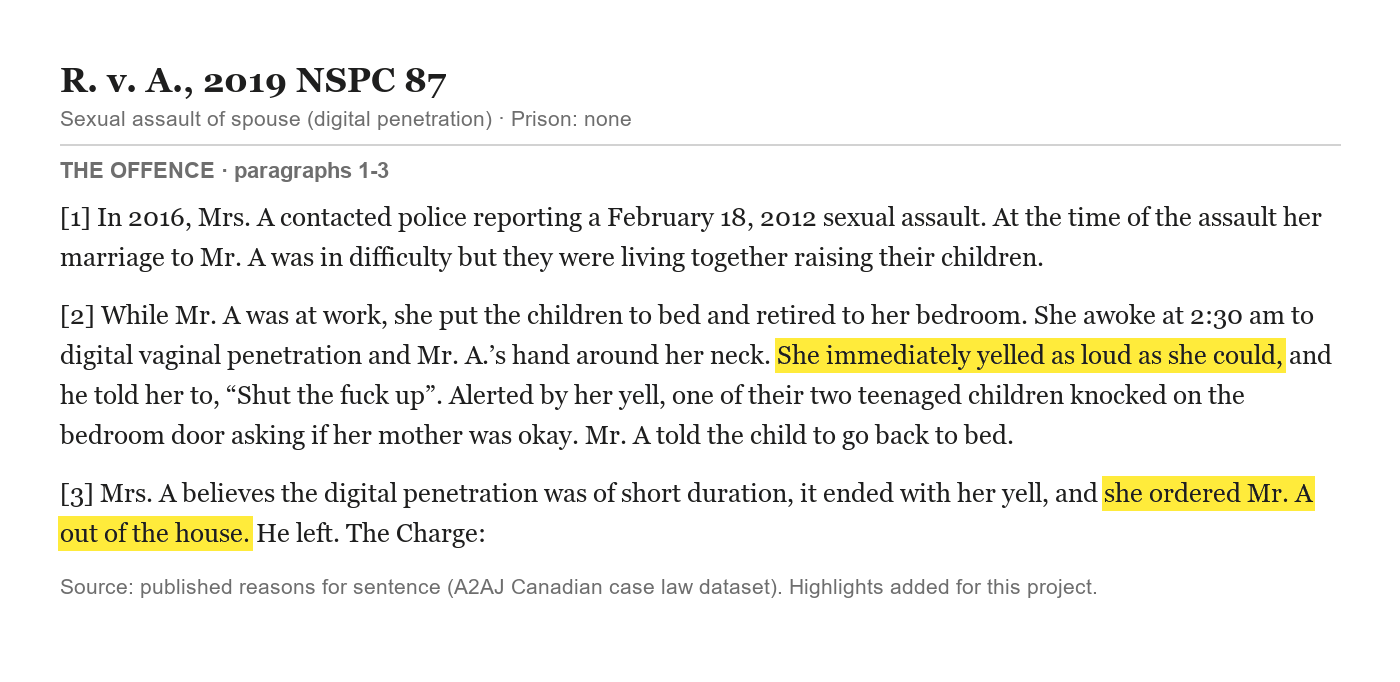 R. v. A., 2019 NSPC 87
Sexual assault of spouse (digital penetration) · Prison: none
THE OFFENCE · paragraphs 1-3
[1] In 2016, Mrs. A contacted police reporting a February 18, 2012 sexual assault. At the time of the assault her
marriage to Mr. A was in difficulty but they were living together raising their children.
[2] While Mr. A was at work, she put the children to bed and retired to her bedroom. She awoke at 2:30 am to
digital vaginal penetration and Mr. A.’s hand around her neck. She immediately yelled as loud as she could, and
he told her to, “Shut the fuck up”. Alerted by her yell, one of their two teenaged children knocked on the
bedroom door asking if her mother was okay. Mr. A told the child to go back to bed.
[3] Mrs. A believes the digital penetration was of short duration, it ended with her yell, and she ordered Mr. A
out of the house. He left. The Charge:
Source: published reasons for sentence (A2AJ Canadian case law dataset). Highlights added for this project.